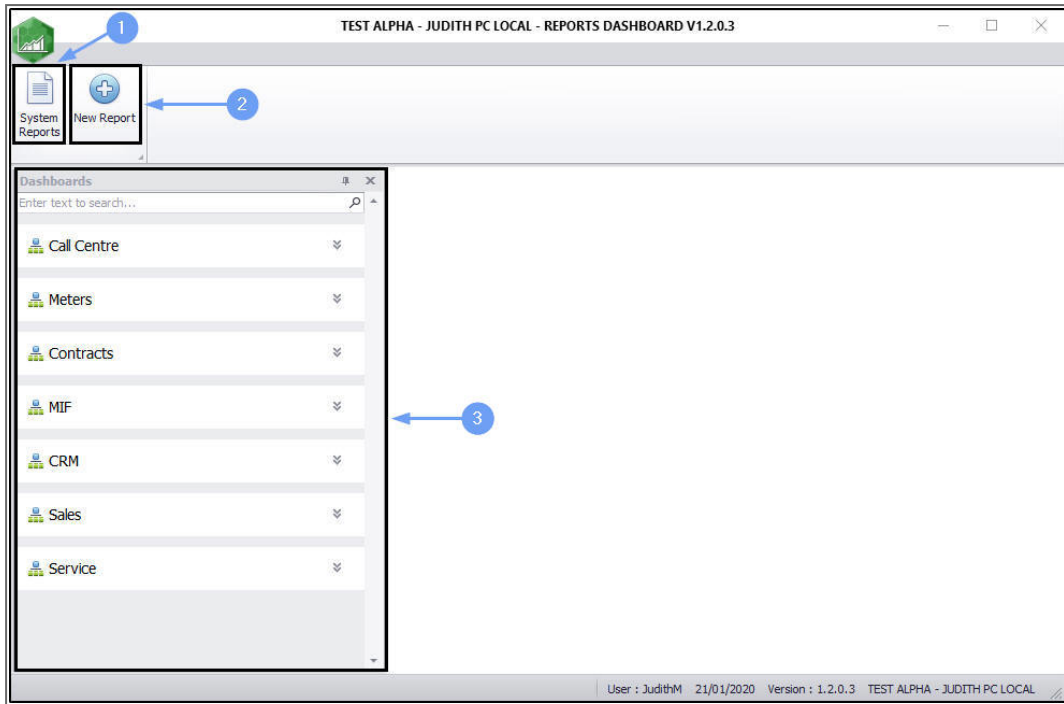 1
TEST ALPHA - JUDITH PC LOCAL - REPORTS DASHBOARD V1.2.0.3
System
Reports
New Report
2
Dashboards
Enter text to search...
Call Centre
Meters
Contracts
MIF
3
CRM
Sales
Service
User : JudithM 21/01/2020 Version : 1.2.0.3 TEST ALPHA - JUDITH PC LOCAL